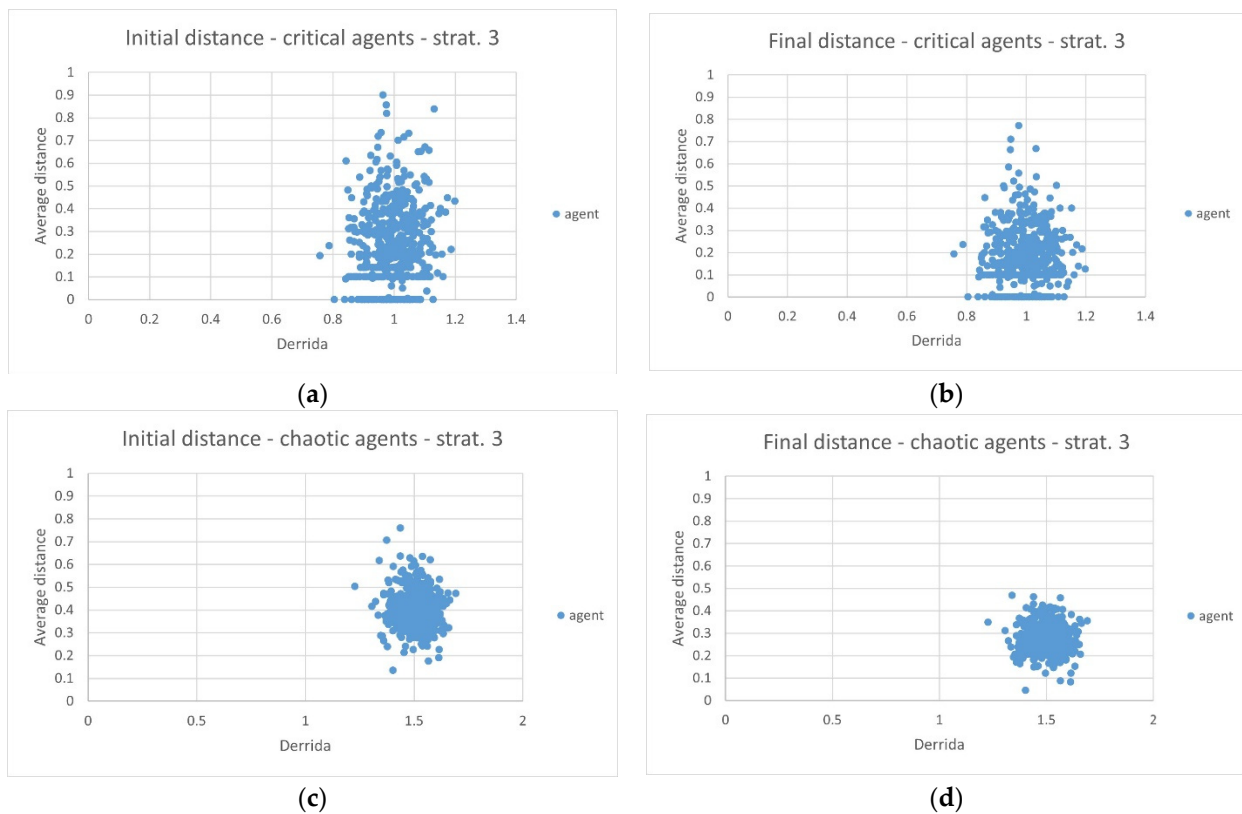 Initial distance - critical agents - strat. 3
Average distance
1
0.9
0.8
0.7
0.6
0.5
0.4
0.3
0.2
0.1
0
0 0.2 0.4 0.6 0.8 1 1.2 1.4
Derrida
agent
(a)
Final distance - critical agents - strat. 3
Average distance
1
0.9
0.8
0.7
0.6
0.5
0.4
0.3
0.2
0.1
0
0 0.2 0.4 0.6 0.8 1 1.2 1.4
Derrida
agent
(b)
Initial distance - chaotic agents - strat. 3
Average distance
1
0.9
0.8
0.7
0.6
0.5
0.4
0.3
0.2
0.1
0
0 0.5 1 1.5 2
Derrida
agent
(c)
Final distance - chaotic agents - strat. 3
Average distance
1
0.9
0.8
0.7
0.6
0.5
0.4
0.3
0.2
0.1
0
0 0.5 1 1.5 2
Derrida
agent
(d)